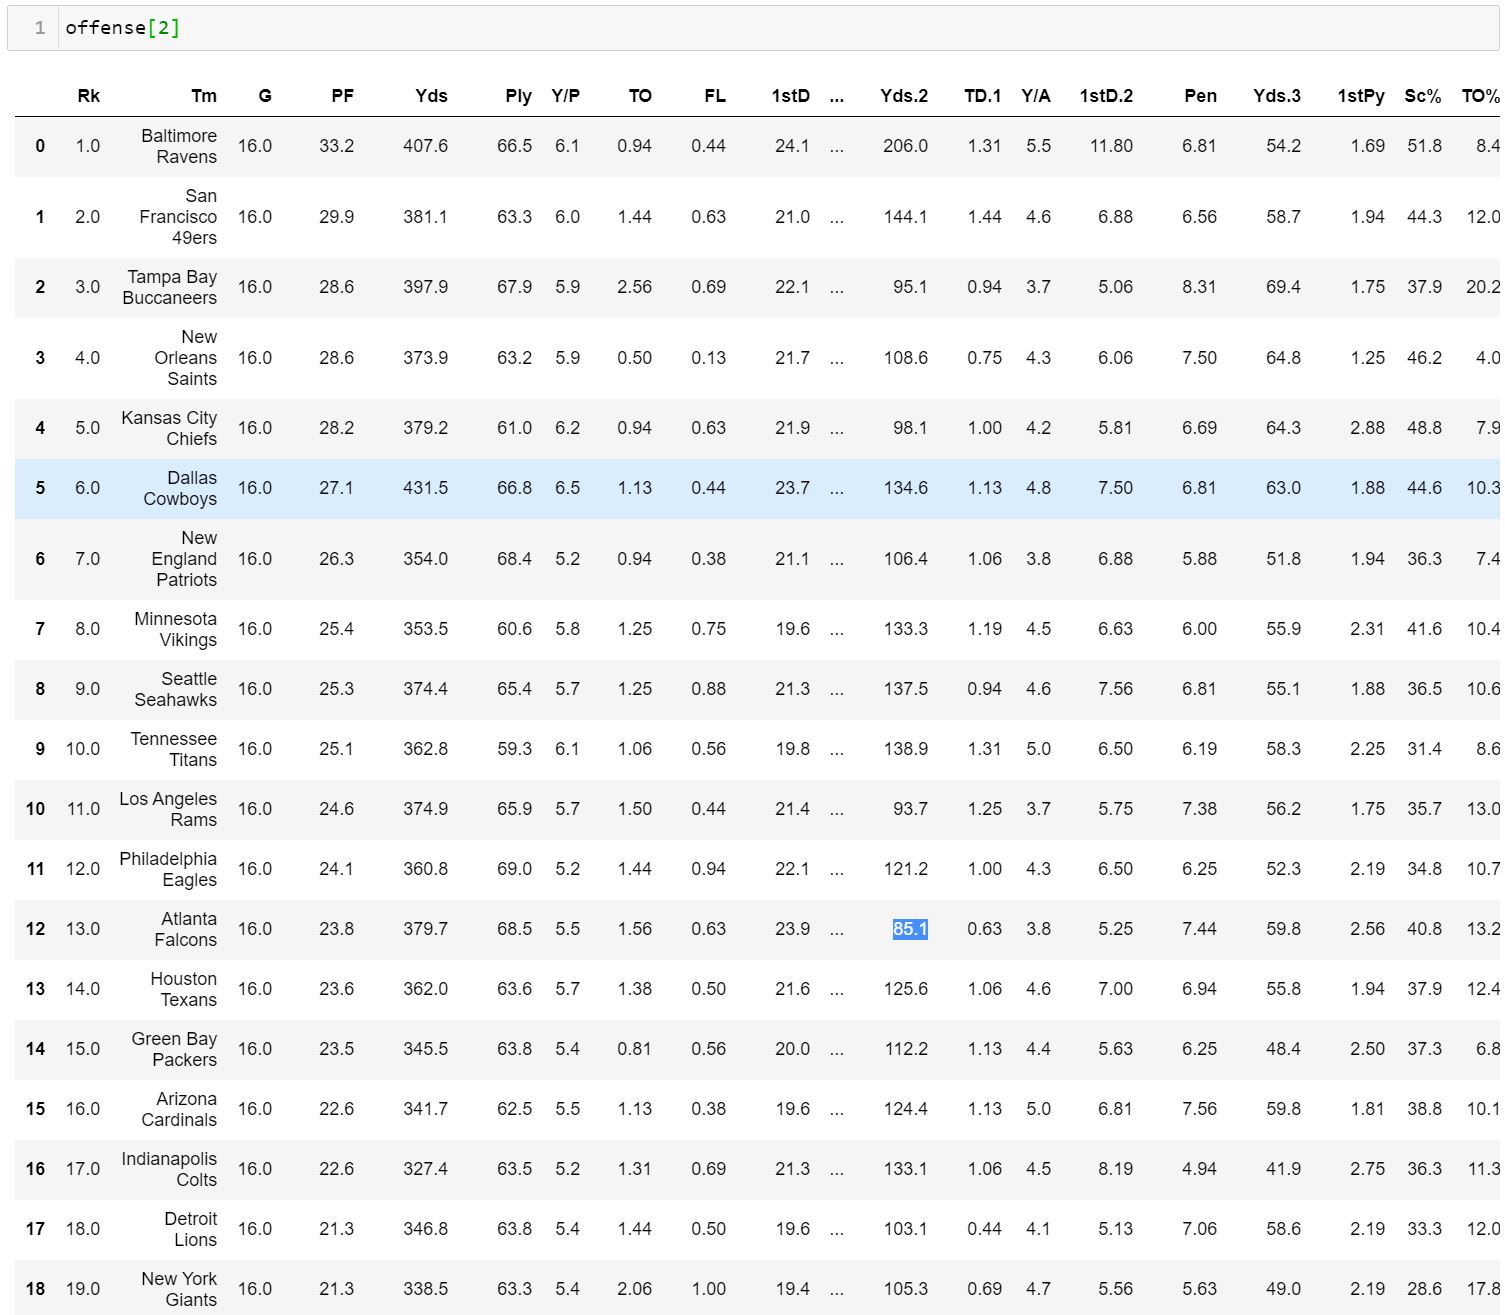 1 offense[2]
Rk Tm G PF Yds Ply Y/P TO FL 1stD ... Yds.2 TD.1 Y/A 1stD.2 Pen Yds.3 1stPy Sc% TO%
0 1.0 Baltimore Ravens 16.0 33.2 407.6 66.5 6.1 0.94 0.44 24.1 ... 206.0 1.31 5.5 11.80 6.81 54.2 1.69 51.8 8.4
1 2.0 San Francisco 49ers 16.0 29.9 381.1 63.3 6.0 1.44 0.63 21.0 ... 144.1 1.44 4.6 6.88 6.56 58.7 1.94 44.3 12.0
2 3.0 Tampa Bay Buccaneers 16.0 28.6 397.9 67.9 5.9 2.56 0.69 22.1 ... 95.1 0.94 3.7 5.06 8.31 69.4 1.75 37.9 20.2
3 4.0 New Orleans Saints 16.0 28.6 373.9 63.2 5.9 0.50 0.13 21.7 ... 108.6 0.75 4.3 6.06 7.50 64.8 1.25 46.2 4.0
4 5.0 Kansas City Chiefs 16.0 28.2 379.2 61.0 6.2 0.94 0.63 21.9 ... 98.1 1.00 4.2 5.81 6.69 64.3 2.88 48.8 7.9
5 6.0 Dallas Cowboys 16.0 27.1 431.5 66.8 6.5 1.13 0.44 23.7 ... 134.6 1.13 4.8 7.50 6.81 63.0 1.88 44.6 10.3
6 7.0 New England Patriots 16.0 26.3 354.0 68.4 5.2 0.94 0.38 21.1 ... 106.4 1.06 3.8 6.88 5.88 51.8 1.94 36.3 7.4
7 8.0 Minnesota Vikings 16.0 25.4 353.5 60.6 5.8 1.25 0.75 19.6 ... 133.3 1.19 4.5 6.63 6.00 55.9 2.31 41.6 10.4
8 9.0 Seattle Seahawks 16.0 25.3 374.4 65.4 5.7 1.25 0.88 21.3 ... 137.5 0.94 4.6 7.56 6.81 55.1 1.88 36.5 10.6
9 10.0 Tennessee Titans 16.0 25.1 362.8 59.3 6.1 1.06 0.56 19.8 ... 138.9 1.31 5.0 6.50 6.19 58.3 2.25 31.4 8.6
10 11.0 Los Angeles Rams 16.0 24.6 374.9 65.9 5.7 1.50 0.44 21.4 ... 93.7 1.25 3.7 5.75 7.38 56.2 1.75 35.7 13.0
11 12.0 Philadelphia Eagles 16.0 24.1 360.8 69.0 5.2 1.44 0.94 22.1 ... 121.2 1.00 4.3 6.50 6.25 52.3 2.19 34.8 10.7
12 13.0 Atlanta Falcons 16.0 23.8 379.7 68.5 5.5 1.56 0.63 23.9 ... 85.1 0.63 3.8 5.25 7.44 59.8 2.56 40.8 13.2
13 14.0 Houston Texans 16.0 23.6 362.0 63.6 5.7 1.38 0.50 21.6 ... 125.6 1.06 4.6 7.00 6.94 55.8 1.94 37.9 12.4
14 15.0 Green Bay Packers 16.0 23.5 345.5 63.8 5.4 0.81 0.56 20.0 ... 112.2 1.13 4.4 5.63 6.25 48.4 2.50 37.3 6.8
15 16.0 Arizona Cardinals 16.0 22.6 341.7 62.5 5.5 1.13 0.38 19.6 ... 124.4 1.13 5.0 6.81 7.56 59.8 1.81 38.8 10.1
16 17.0 Indianapolis Colts 16.0 22.6 327.4 63.5 5.2 1.31 0.69 21.3 ... 133.1 1.06 4.5 8.19 4.94 41.9 2.75 36.3 11.3
17 18.0 Detroit Lions 16.0 21.3 346.8 63.8 5.4 1.44 0.50 19.6 ... 103.1 0.44 4.1 5.13 7.06 58.6 2.19 33.3 12.0
18 19.0 New York Giants 16.0 21.3 338.5 63.3 5.4 2.06 1.00 19.4 ... 105.3 0.69 4.7 5.56 5.63 49.0 2.19 28.6 17.8